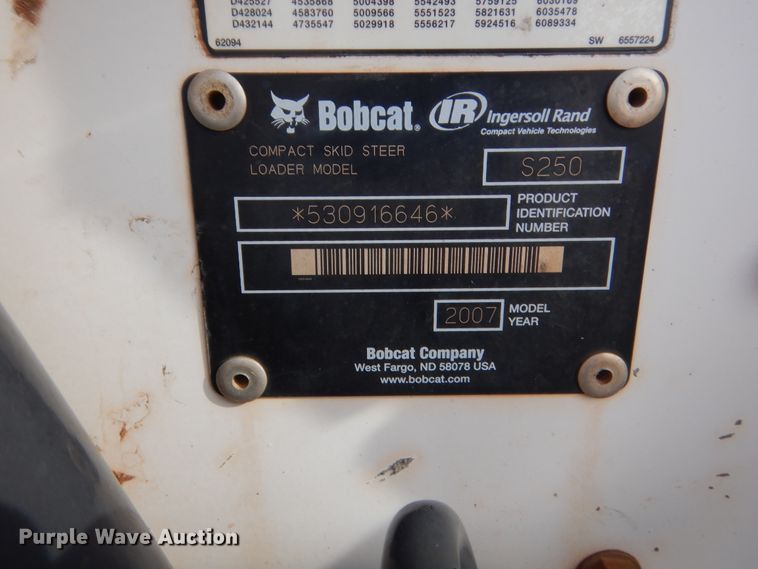 D425527 4535868 5004398 5542493 5759125 6030169
D428024 4583760 5009566 5551523 5821631 6035478
D432144 4735547 5029918 5556217 5924516 6089334
62094 SW 6557224
Bobcat®
IR Ingersoll Rand
Compact Vehicle Technologies
COMPACT SKID STEER
LOADER MODEL
S250
*530916646*
PRODUCT
IDENTIFICATION
NUMBER
2007
MODEL
YEAR
Bobcat Company
West Fargo, ND 58078 USA
www.bobcat.com
Purple Wave Auction